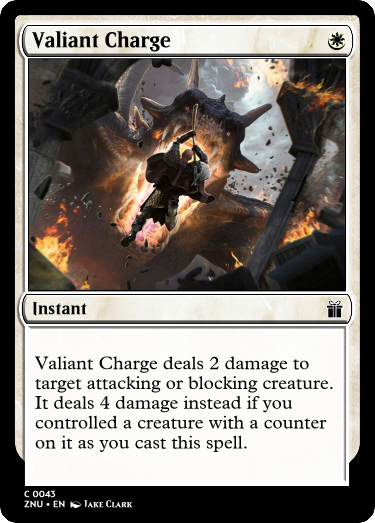 Valiant Charge
Instant
Valiant Charge deals 2 damage to
target attacking or blocking creature.
It deals 4 damage instead if you
controlled a creature with a counter
on it as you cast this spell.
C 0043
ZNU • EN Jake Clark